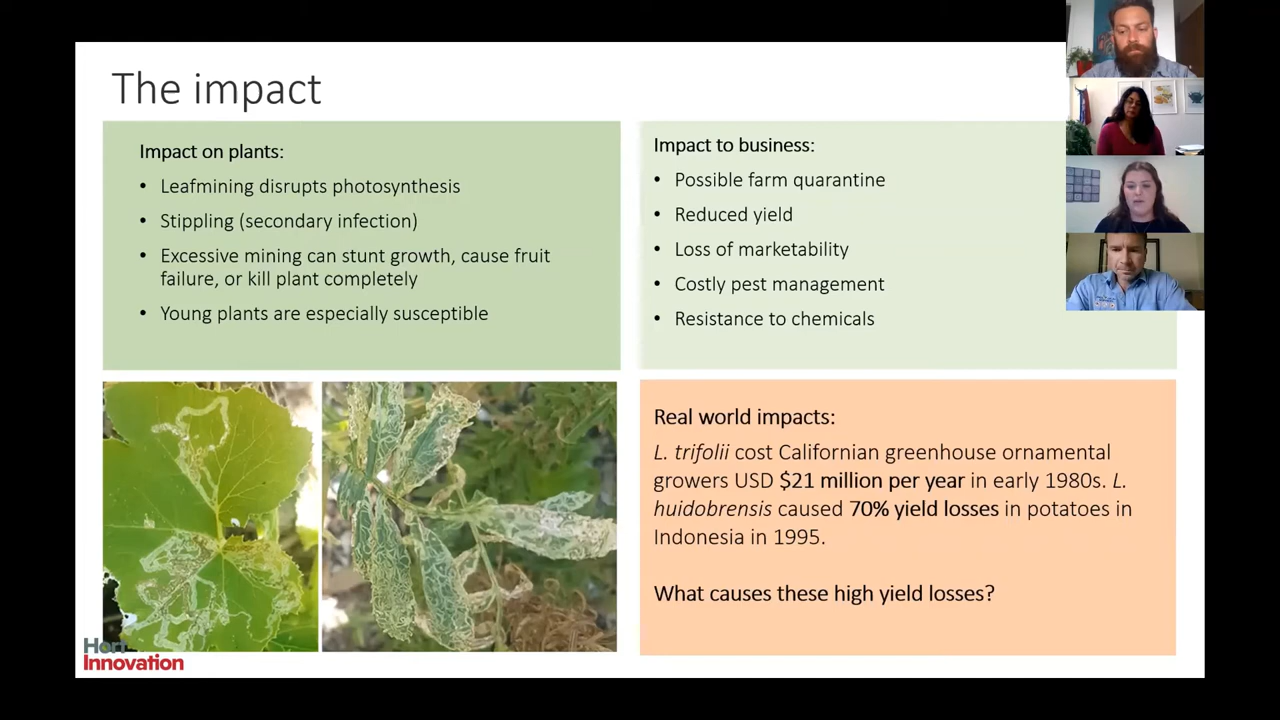 The impact
Impact on plants:
• Leafmining disrupts photosynthesis
• Stippling (secondary infection)
• Excessive mining can stunt growth, cause fruit
failure, or kill plant completely
• Young plants are especially susceptible
Impact to business:
• Possible farm quarantine
• Reduced yield
• Loss of marketability
• Costly pest management
• Resistance to chemicals
Real world impacts:
L. trifolii cost Californian greenhouse ornamental
growers USD $21 million per year in early 1980s. L.
huidobrensis caused 70% yield losses in potatoes in
Indonesia in 1995.
What causes these high yield losses?
Hort
Innovation